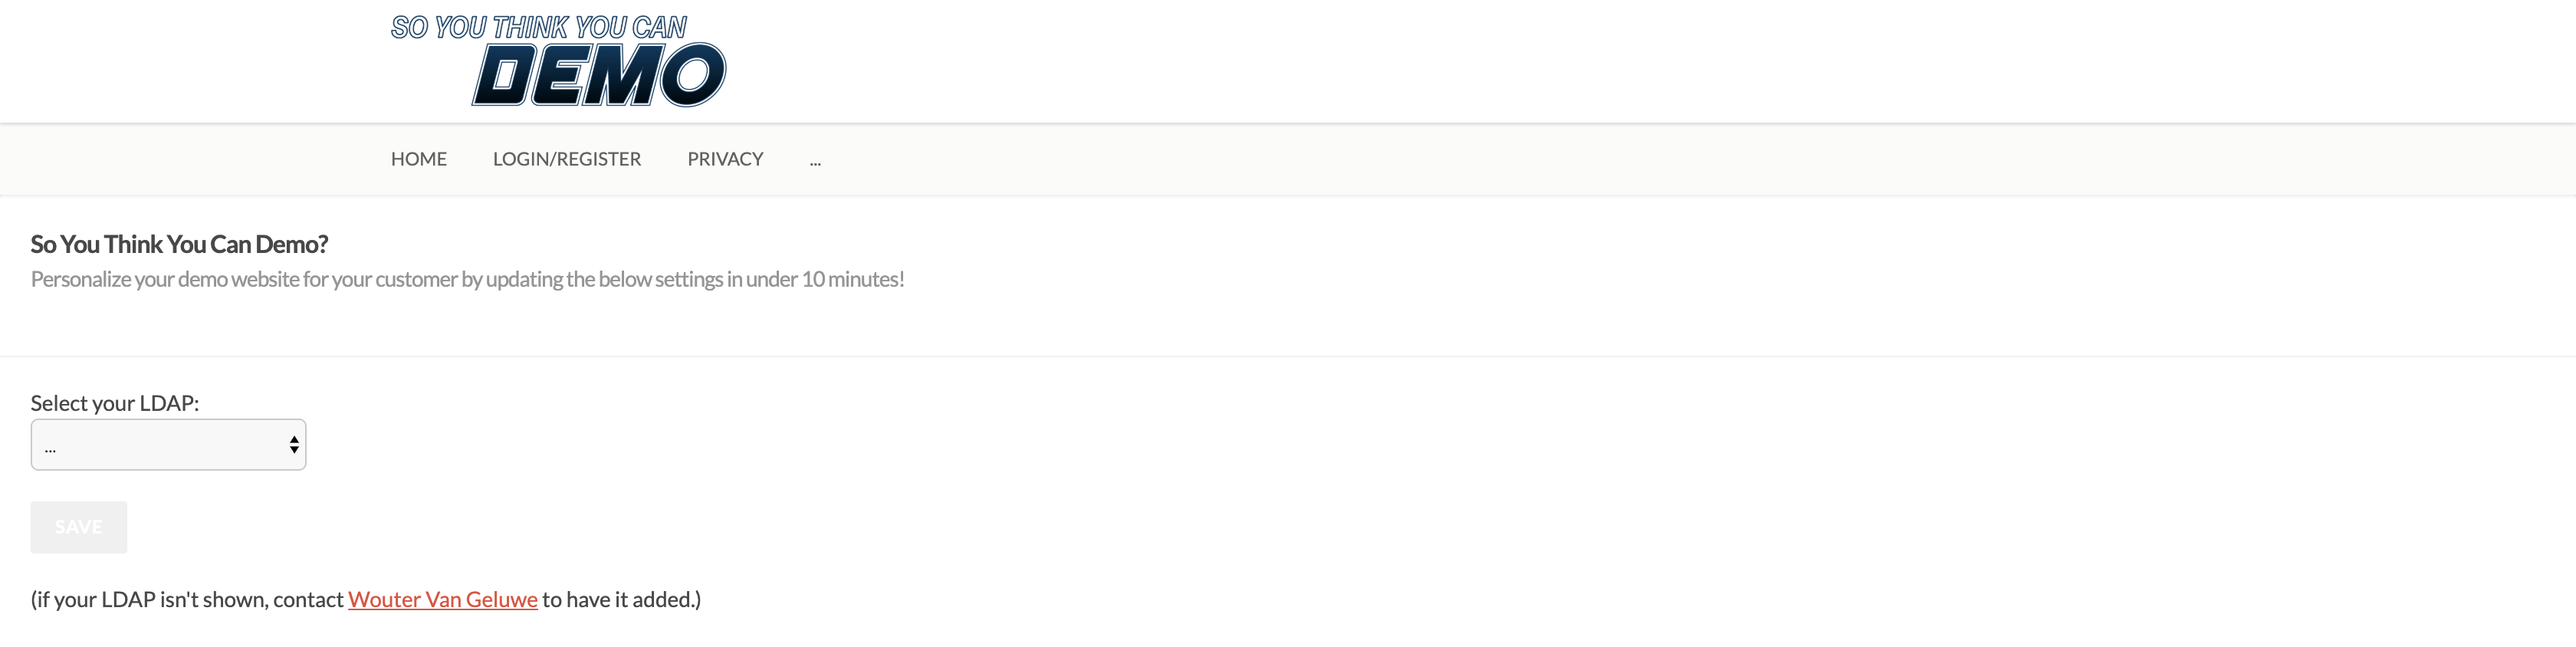 SO YOU THINK YOU CAN
DEMO
HOME LOGIN/REGISTER PRIVACY ...
So You Think You Can Demo?
Personalize your demo website for your customer by updating the below settings in under 10 minutes!
Select your LDAP:
...
SAVE
(if your LDAP isn't shown, contact Wouter Van Geluwe to have it added.)